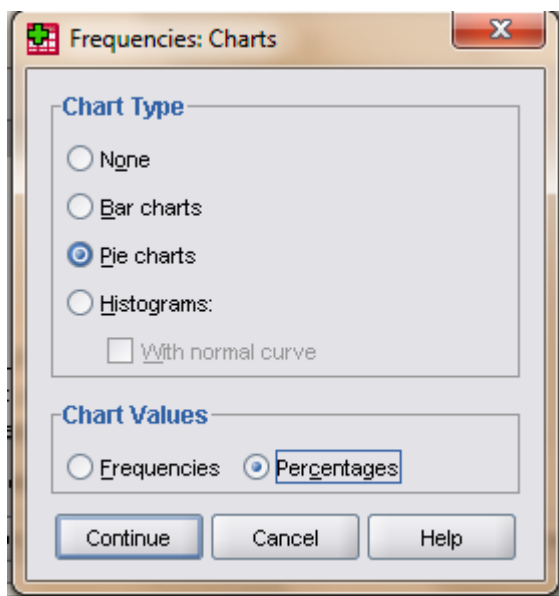 Frequencies: Charts
Chart Type
None
Bar charts
Pie charts
Histograms:
With normal curve
Chart Values
Frequencies Percentages
Continue Cancel Help